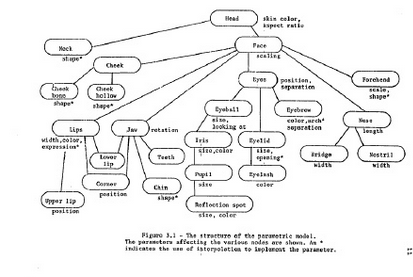 Head
skin color,
aspect ratio
Neck
shape*
Face
scaling
Cheek
Cheek
bone
shape*
Cheek
hollow
shape*
Eyes
position,
separation
Forehead
scale,
shape*
Eyeball
size,
looking at
Eyebrow
color,arch*
separation
Nose
length
Lips
width,color,
expression*
Jaw
rotation
Iris
size,color
Eyelid
size,
opening*
Lower
lip
Teeth
Bridge
width
Nostril
width
Corner
position
Chin
shape*
Pupil
size
Eyelash
color
Upper lip
position
Reflection spot
size, color
Figure 3.1 - The structure of the parametric model.
The parameters affecting the various nodes are shown. An *
indicates the use of interpolation to implement the parameter.